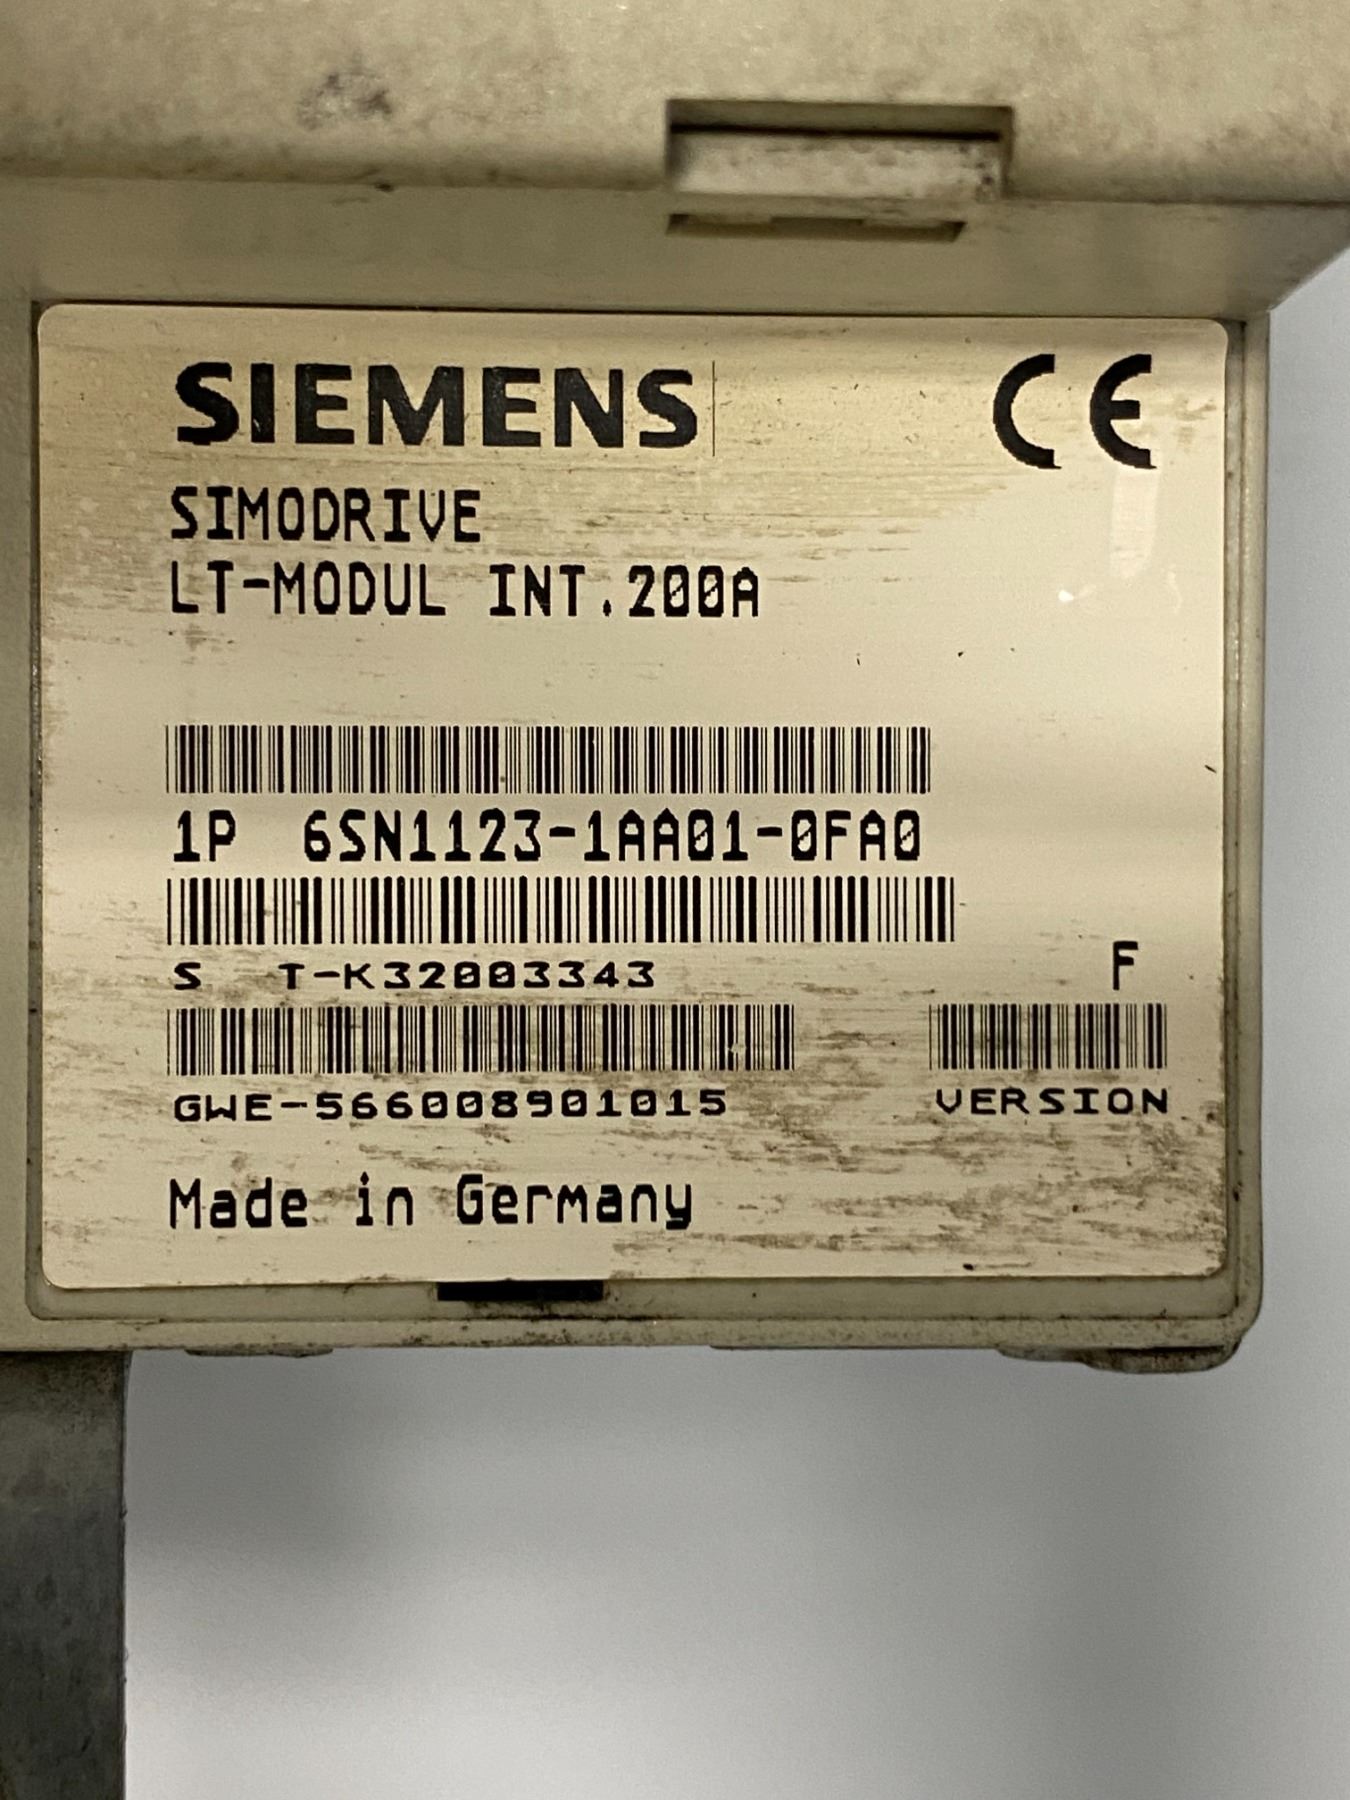 SIEMENS CE
SIMODRIVE
LT-MODUL INT.200A
1P 6SN1123-1AA01-0FA0
S T-K32003343 F
GWE-566008901015 VERSION
Made in Germany